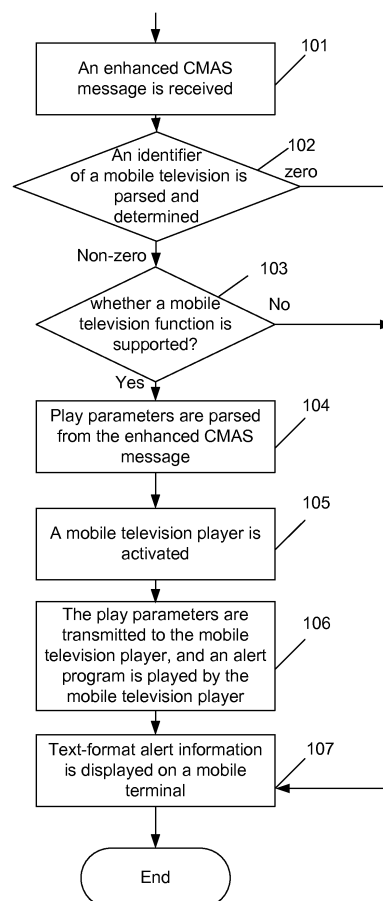 101
An enhanced CMAS
message is received
102
An identifier
of a mobile television is
parsed and
determined
zero
Non-zero
103
whether a mobile
television function is
supported?
No
Yes
104
Play parameters are parsed
from the enhanced CMAS
message
105
A mobile television player is
activated
The play parameters are
transmitted to the mobile
television player, and an alert
program is played by the
mobile television player
106
Text-format alert information
is displayed on a mobile
terminal
107
End